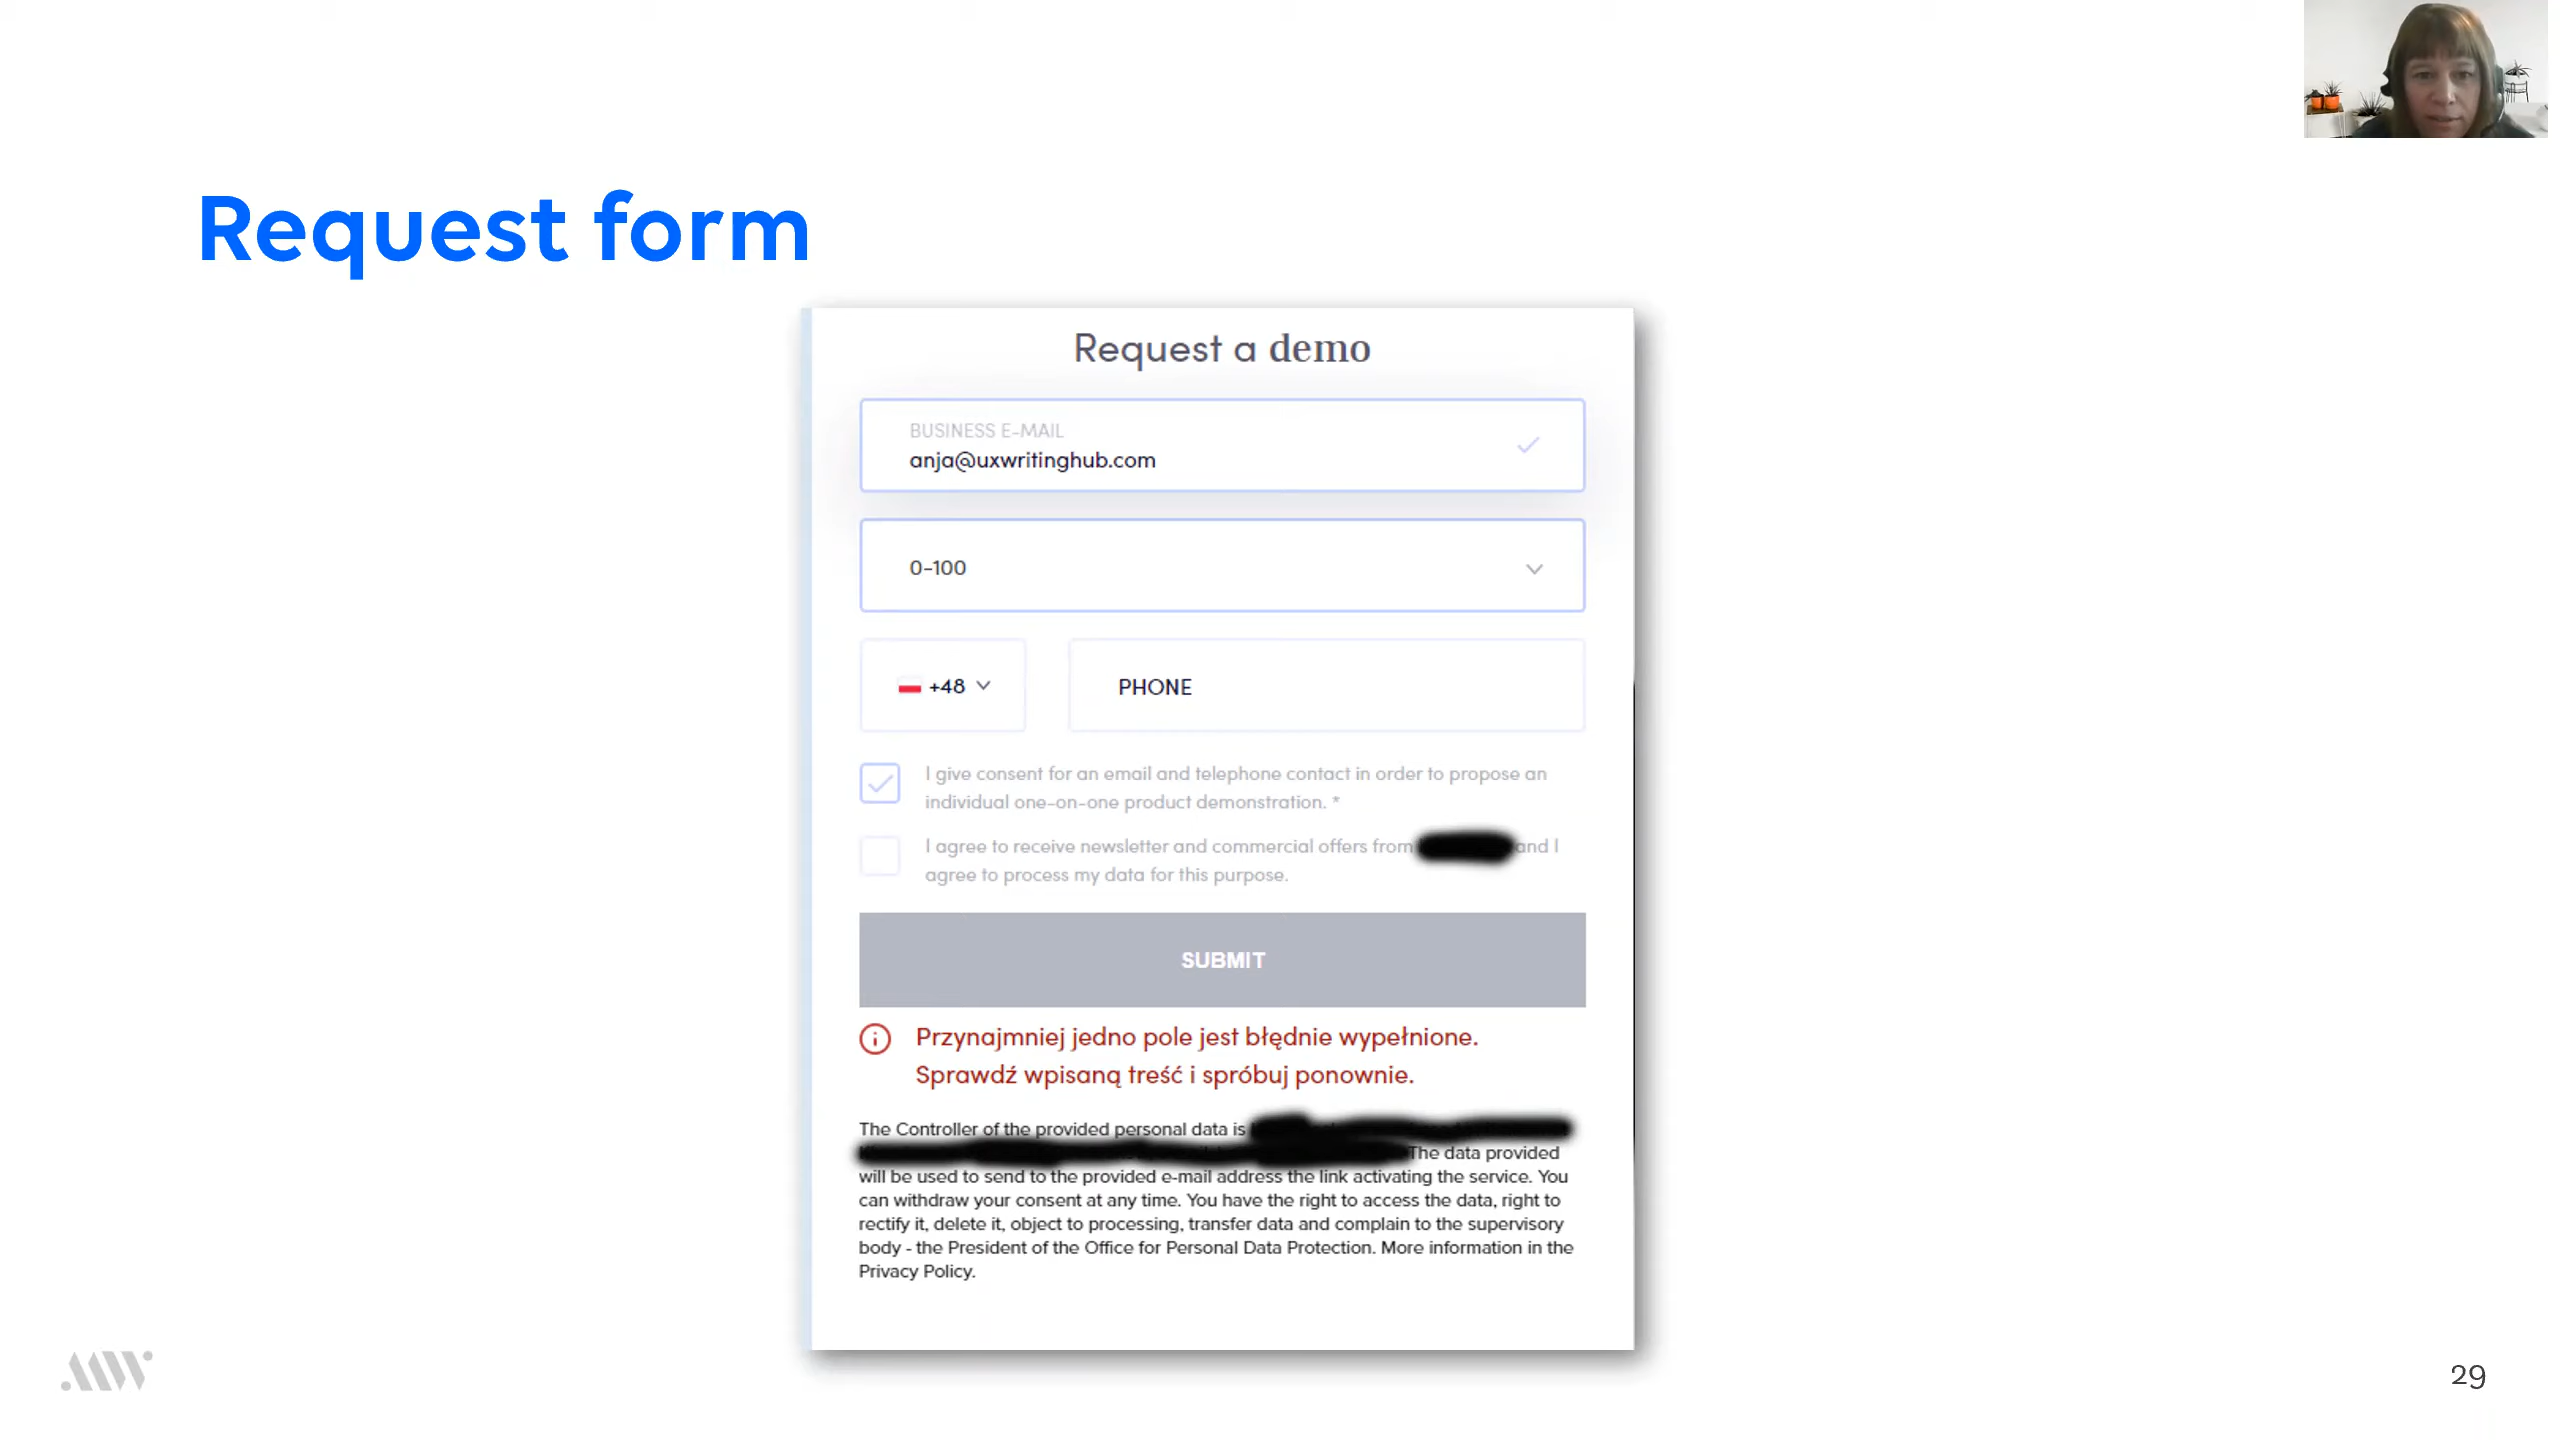 Request form
Request a demo
BUSINESS E-MAIL
anja@uxwritinghub.com
0-100
+48
PHONE
I give consent for an email and telephone contact in order to propose an
individual one-on-one product demonstration. *
I agree to receive newsletter and commercial offers from and I
agree to process my data for this purpose.
SUBMIT
Przynajmniej jedno pole jest błędnie wypełnione.
Sprawdź wpisaną treść i spróbuj ponownie.
The Controller of the provided personal data is
The data provided
will be used to send to the provided e-mail address the link activating the service. You
can withdraw your consent at any time. You have the right to access the data, right to
rectify it, delete it, object to processing, transfer data and complain to the supervisory
body - the President of the Office for Personal Data Protection. More information in the
Privacy Policy.
29